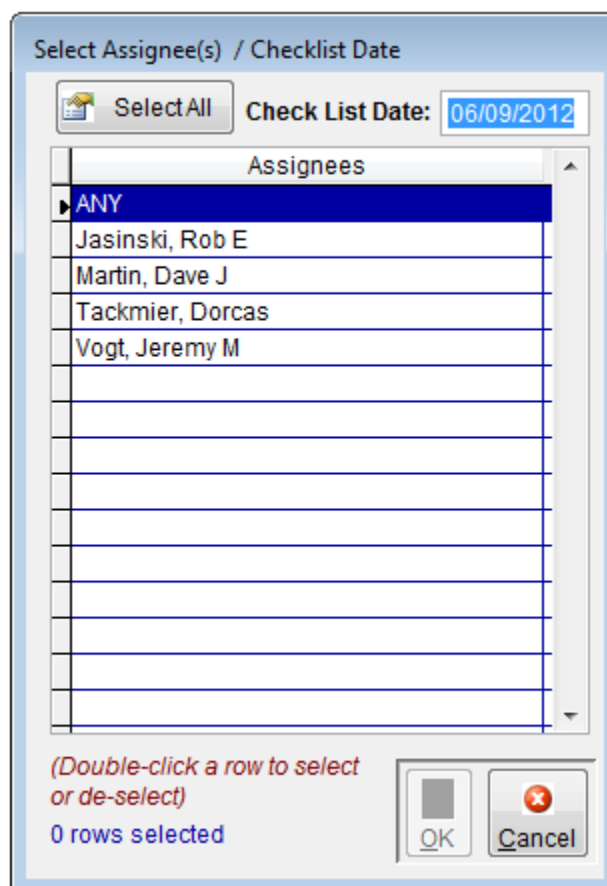 Select Assignee(s) / Checklist Date
Select All Check List Date: 06/09/2012
Assignees
ANY
Jasinski, Rob E
Martin, Dave J
Tackmier, Dorcas
Vogt, Jeremy M
(Double-click a row to select
or de-select)
0 rows selected
OK Cancel